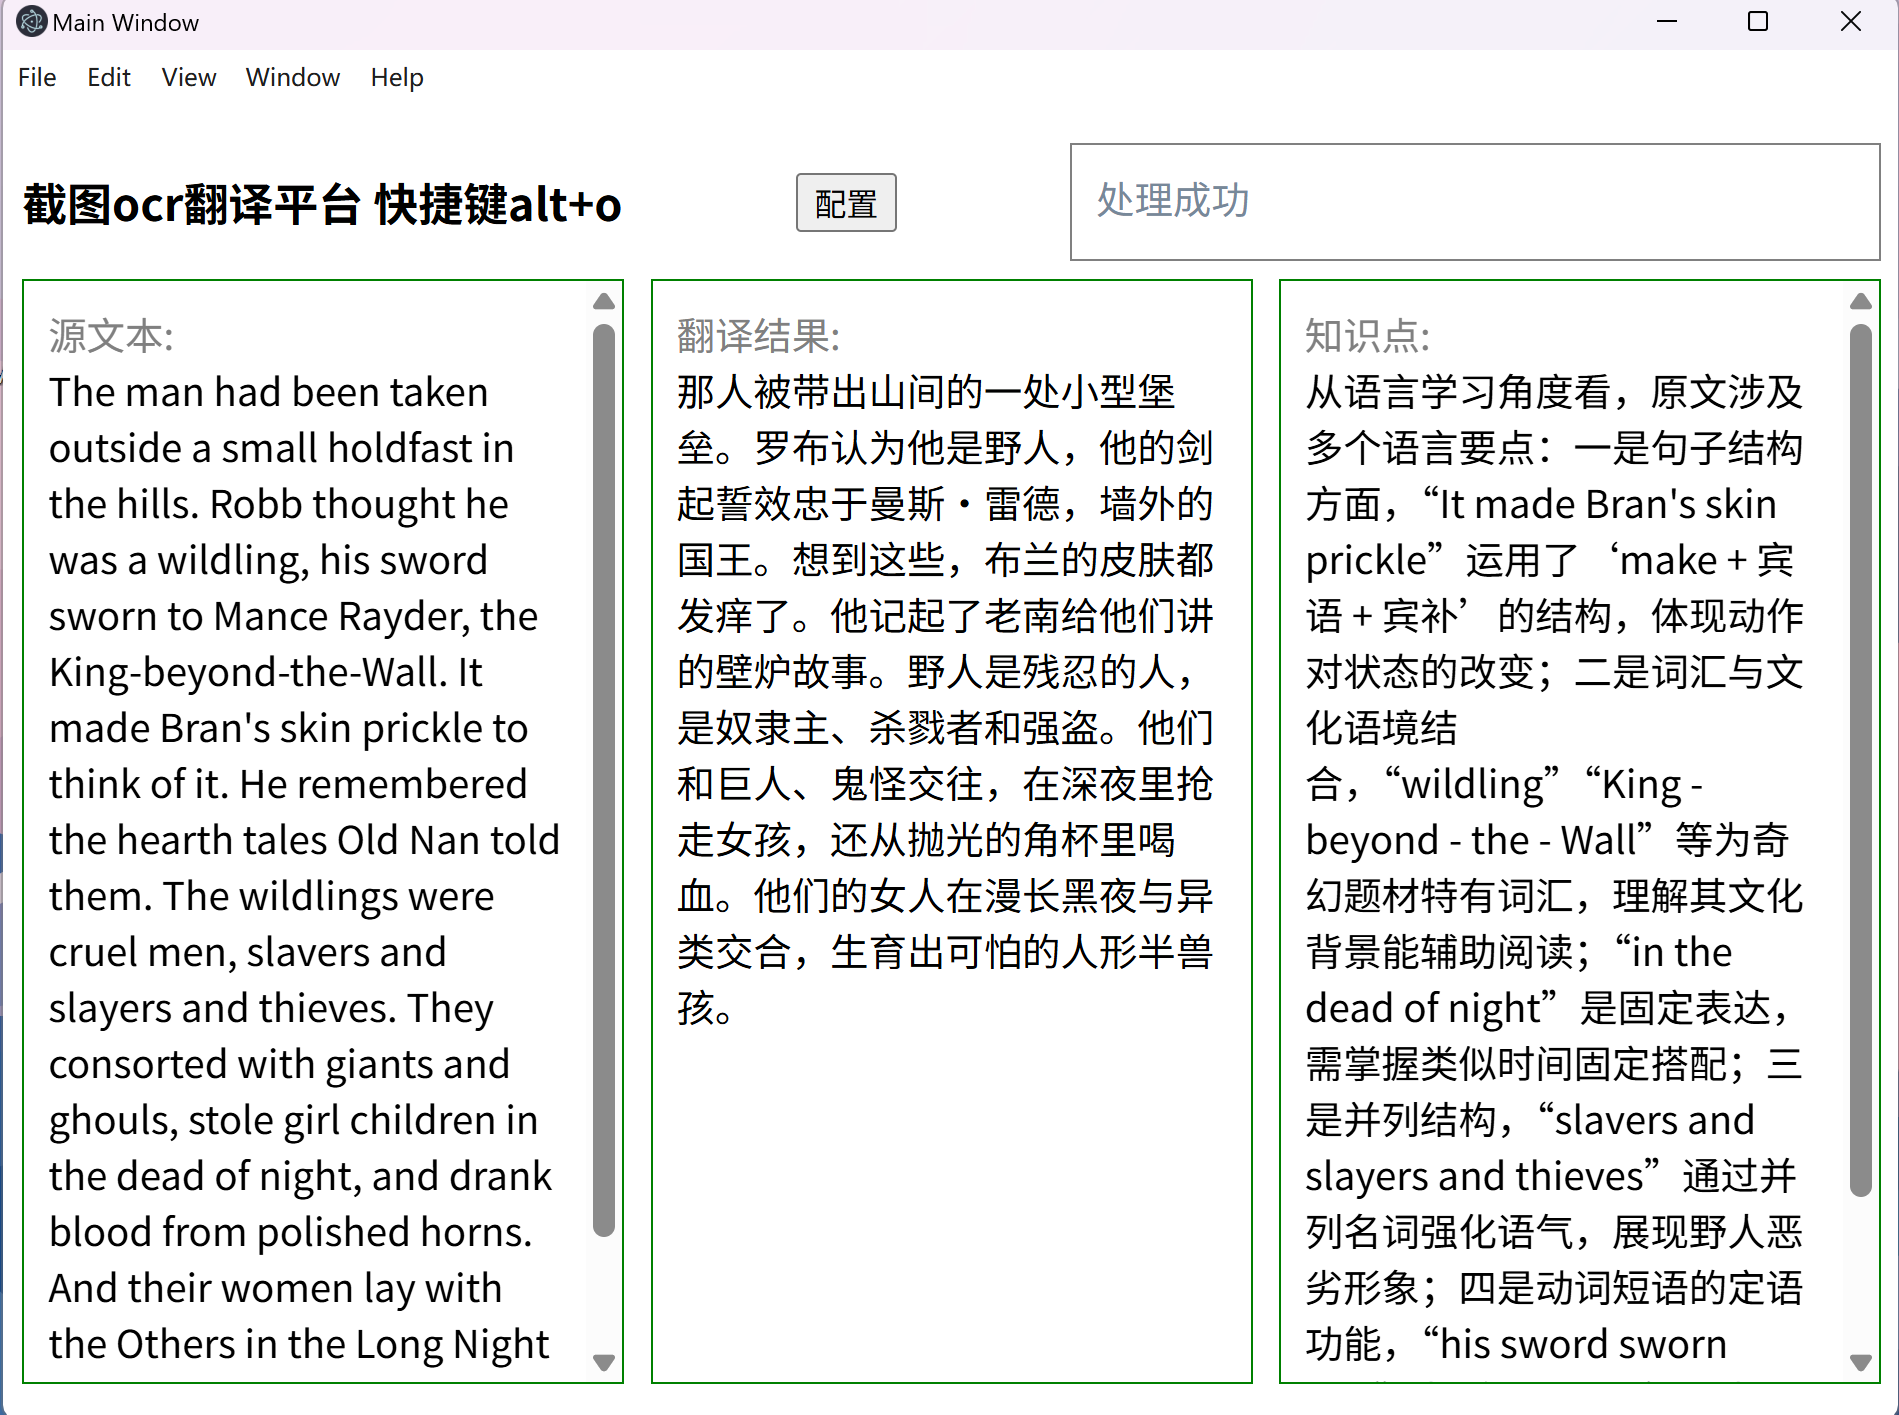 Main Window
File Edit View Window Help
截图ocr翻译平台 快捷键alt+o
配置
处理成功
源文本:
The man had been taken
outside a small holdfast in
the hills. Robb thought he
was a wildling, his sword
sworn to Mance Rayder, the
King-beyond-the-Wall. It
made Bran's skin prickle to
think of it. He remembered
the hearth tales Old Nan told
them. The wildlings were
cruel men, slavers and
slayers and thieves. They
consorted with giants and
ghouls, stole girl children in
the dead of night, and drank
blood from polished horns.
And their women lay with
the Others in the Long Night
翻译结果:
那人被带出山间的一处小型堡
垒。罗布认为他是野人，他的剑
起誓效忠于曼斯・雷德，墙外的
国王。想到这些，布兰的皮肤都
发痒了。他记起了老南给他们讲
的壁炉故事。野人是残忍的人，
是奴隶主、杀戮者和强盗。他们
和巨人、鬼怪交往，在深夜里抢
走女孩，还从抛光的角杯里喝
血。他们的女人在漫长黑夜与异
类交合，生育出可怕的人形半兽
孩。
知识点:
从语言学习角度看，原文涉及
多个语言要点：一是句子结构
方面，“It made Bran's skin
prickle”运用了‘make + 宾
语 + 宾补’的结构，体现动作
对状态的改变；二是词汇与文
化语境结
合，“wildling”“King -
beyond - the - Wall”等为奇
幻题材特有词汇，理解其文化
背景能辅助阅读；“in the
dead of night”是固定表达，
需掌握类似时间固定搭配；三
是并列结构，“slavers and
slayers and thieves”通过并
列名词强化语气，展现野人恶
劣形象；四是动词短语的定语
功能，“his sword sworn